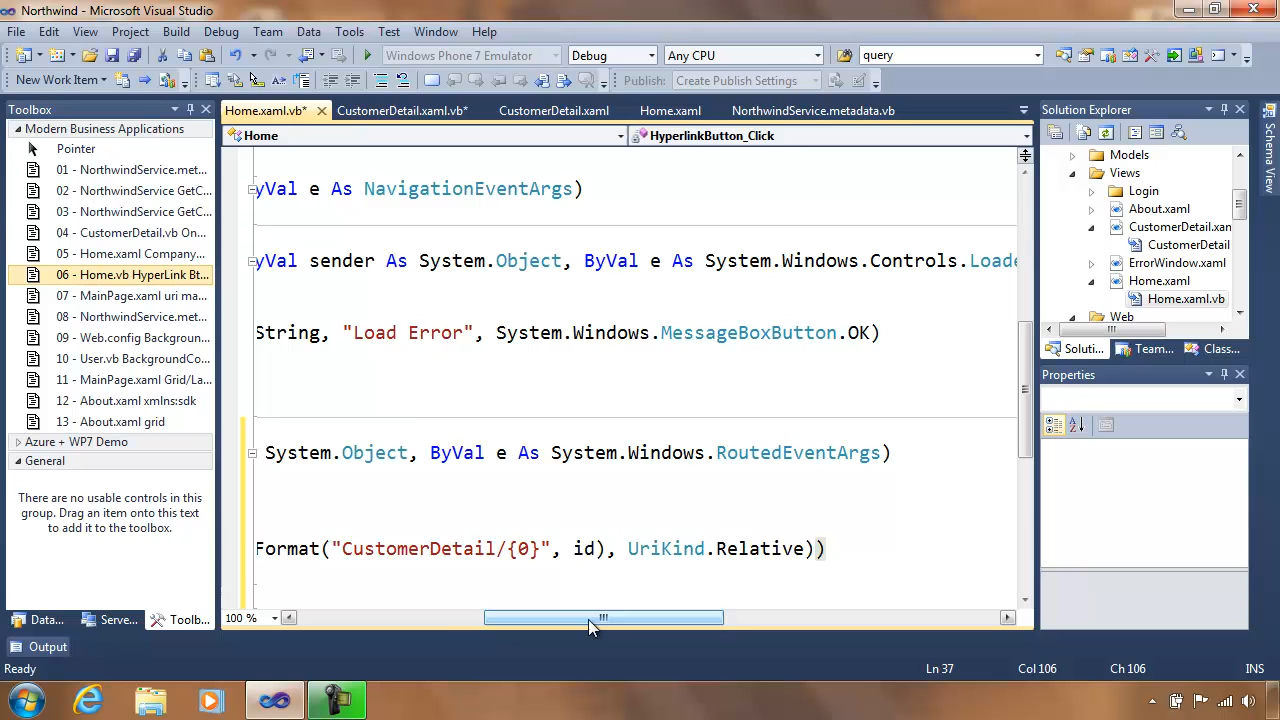 Northwind - Microsoft Visual Studio
File Edit View Project Build Debug Team Data Tools Test Window Help
Windows Phone 7 Emulator Debug Any CPU query
New Work Item Publish: Create Publish Settings
Toolbox
Modern Business Applications
Pointer
01 - NorthwindService.met...
02 - NorthwindService GetC...
03 - NorthwindService GetC...
04 - CustomerDetail.vb On...
05 - Home.xaml Company...
06 - Home.vb HyperLink Bt...
07 - MainPage.xaml uri ma...
08 - NorthwindService.met...
09 - Web.config Backgroun...
10 - User.vb BackgroundCo...
11 - MainPage.xaml Grid/La...
12 - About.xaml xmlns:sdk
13 - About.xaml grid
Azure + WP7 Demo
General
There are no usable controls in this
group. Drag an item onto this text
to add it to the toolbox.
Data... Serve... Toolb...
Home.xaml.vb* CustomerDetail.xaml.vb* CustomerDetail.xaml Home.xaml NorthwindService.metadata.vb
Home HyperlinkButton_Click
yVal e As NavigationEventArgs)
yVal sender As System.Object, ByVal e As System.Windows.Controls.Loade
String, "Load Error", System.Windows.MessageBoxButton.OK)
System.Object, ByVal e As System.Windows.RoutedEventArgs)
Format("CustomerDetail/{0}", id), UriKind.Relative))
100 %
Solution Explorer
Models
Views
Login
About.xaml
CustomerDetail.xan
CustomerDetail
ErrorWindow.xaml
Home.xaml
Home.xaml.vb
Web
Soluti... Team... Class...
Properties
Schema View
Output
Ready Ln 37 Col 106 Ch 106 INS